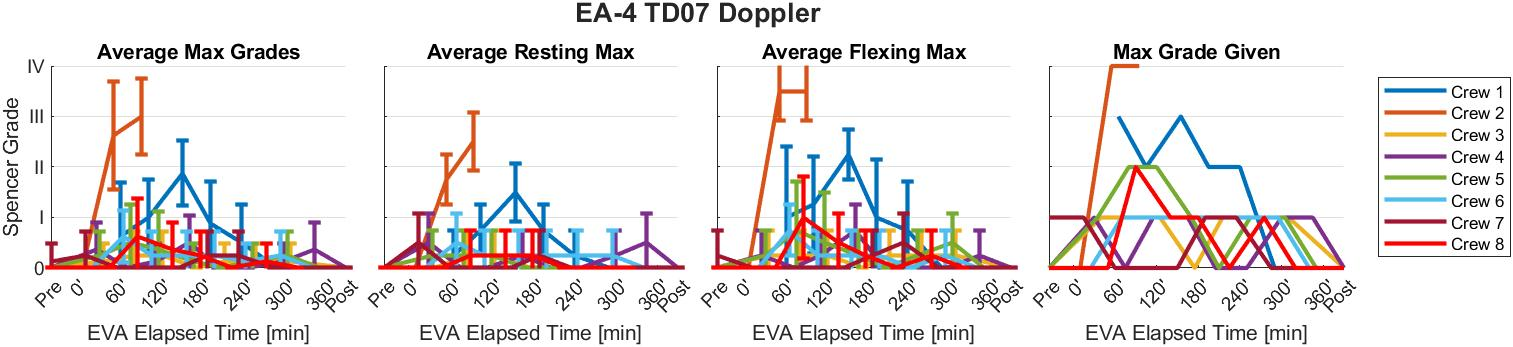 EA-4 TD07 Doppler
Average Max Grades
Spencer Grade
IV
III
II
I
0
Pre 0' 60' 120' 180' 240' 300' 360' Post
EVA Elapsed Time [min]
Average Resting Max
Pre 0' 60' 120' 180' 240' 300' 360' Post
EVA Elapsed Time [min]
Average Flexing Max
Pre 0' 60' 120' 180' 240' 300' 360' Post
EVA Elapsed Time [min]
Max Grade Given
Pre 0' 60' 120' 180' 240' 300' 360' Post
EVA Elapsed Time [min]
Crew 1
Crew 2
Crew 3
Crew 4
Crew 5
Crew 6
Crew 7
Crew 8